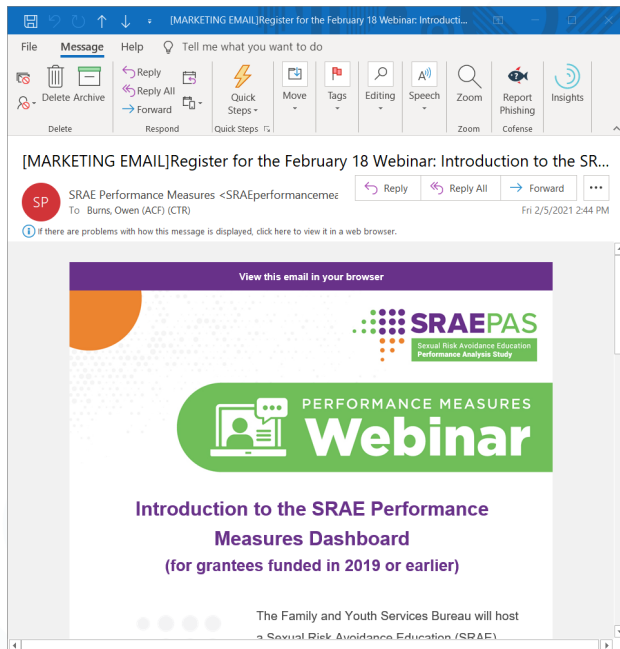 [MARKETING EMAIL]Register for the February 18 Webinar: Introducti...
File Message Help Tell me what you want to do
Delete Archive
Reply
Reply All
Forward
Quick Steps
Move
Tags
Editing
Speech
Zoom
Report Phishing
Insights
Delete Respond Quick Steps Zoom Cofense
[MARKETING EMAIL]Register for the February 18 Webinar: Introduction to the SR...
SP
SRAE Performance Measures <SRAEperformancemea
Reply Reply All Forward
To Burns, Owen (ACF) (CTR)
Fri 2/5/2021 2:44 PM
If there are problems with how this message is displayed, click here to view it in a web browser.
View this email in your browser
SRAEPAS
Sexual Risk Avoidance Education
Performance Analysis Study
PERFORMANCE MEASURES
Webinar
Introduction to the SRAE Performance
Measures Dashboard
(for grantees funded in 2019 or earlier)
The Family and Youth Services Bureau will host
a Sexual Risk Avoidance Education (SRAE)